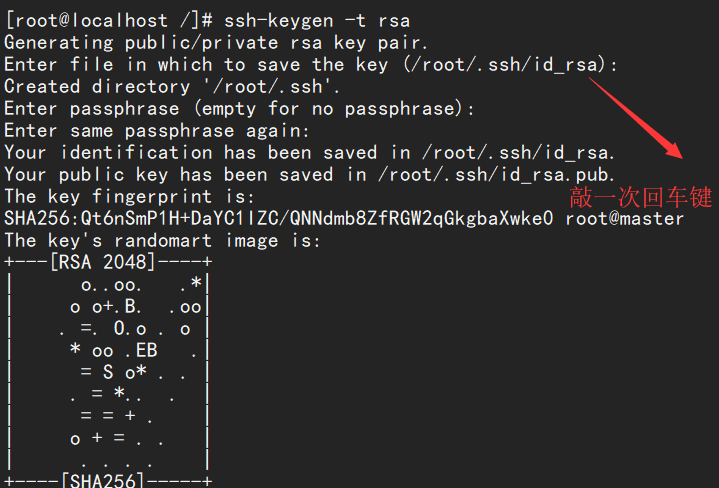 [root@localhost /]# ssh-keygen -t rsa
Generating public/private rsa key pair.
Enter file in which to save the key (/root/.ssh/id_rsa):
Created directory '/root/.ssh'.
Enter passphrase (empty for no passphrase):
Enter same passphrase again:
Your identification has been saved in /root/.ssh/id_rsa.
Your public key has been saved in /root/.ssh/id_rsa.pub.
The key fingerprint is:
敲一次回车键
SHA256:Qt6nSmP1H+DaYC1lZC/QNNdmb8ZfRGW2qGkgbaXwke0 root@master
The key's randomart image is:
+---[RSA 2048]----+
|      o..oo.   .*|
|     o o+.B.  .oo|
|    . =. O.o . o |
|     * oo .EB   .|
|      = S o* . . |
|     . = *..  .  |
|      = = + .    |
|     o + = . .   |
|      . . . .    |
+----[SHA256]-----+